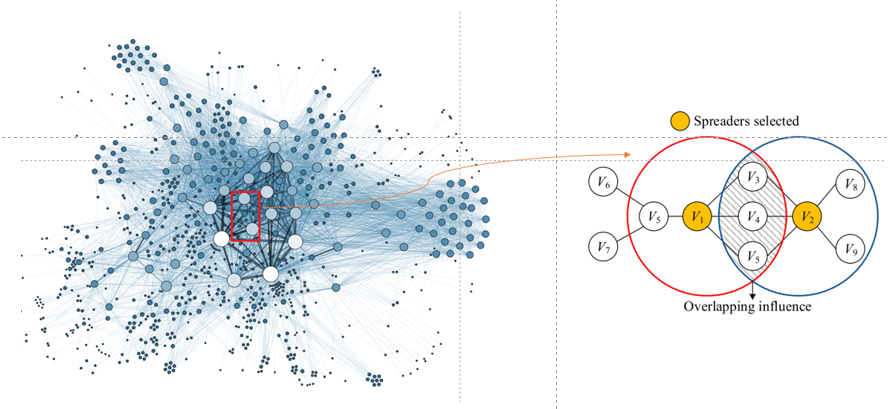 Spreaders selected
V3
V6
V8
V5
V1
V4
V2
V7
V5
V9
Overlapping influence